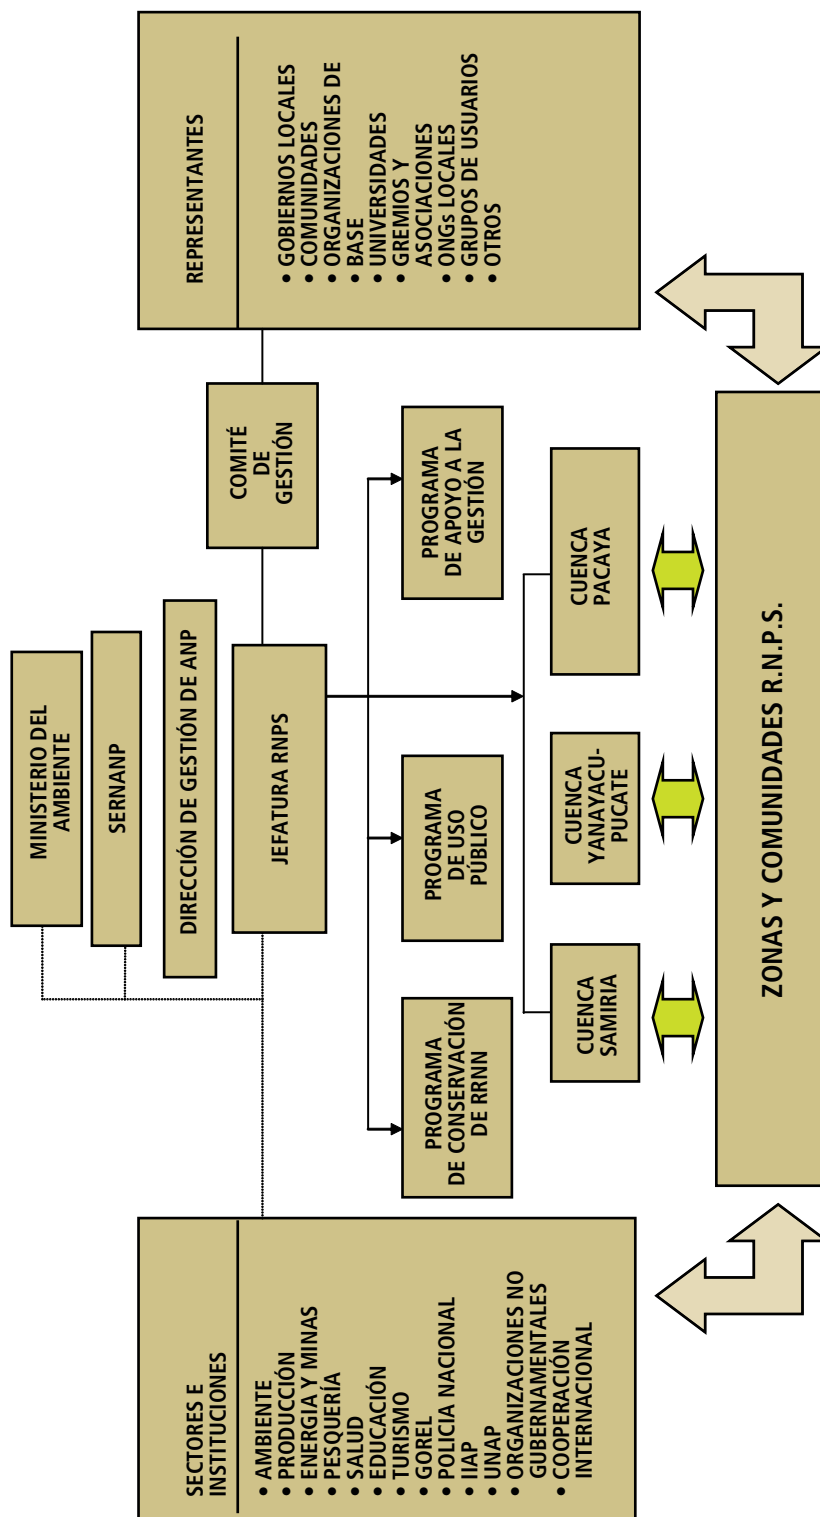 MINISTERIO DEL
AMBIENTE
SERNANP
DIRECCIÓN DE GESTIÓN DE ANP
JEFATURA RNPS
COMITÉ
DE
GESTIÓN
SECTORES E
INSTITUCIONES
• AMBIENTE
• PRODUCCIÓN
• ENERGIA Y MINAS
• PESQUERÍA
• SALUD
• EDUCACIÓN
• TURISMO
• GOREL
• POLICIA NACIONAL
• IIAP
• UNAP
• ORGANIZACIONES NO
GUBERNAMENTALES
• COOPERACIÓN
INTERNACIONAL
REPRESENTANTES
• GOBIERNOS LOCALES
• COMUNIDADES
• ORGANIZACIONES DE
• BASE
• UNIVERSIDADES
• GREMIOS Y
ASOCIACIONES
• ONGs LOCALES
• GRUPOS DE USUARIOS
• OTROS
PROGRAMA
DE CONSERVACIÓN
DE RRNN
PROGRAMA
DE USO
PÚBLICO
PROGRAMA
DE APOYO A LA
GESTIÓN
CUENCA
SAMIRIA
CUENCA
YANAYACU-
PUCATE
CUENCA
PACAYA
ZONAS Y COMUNIDADES R.N.P.S.